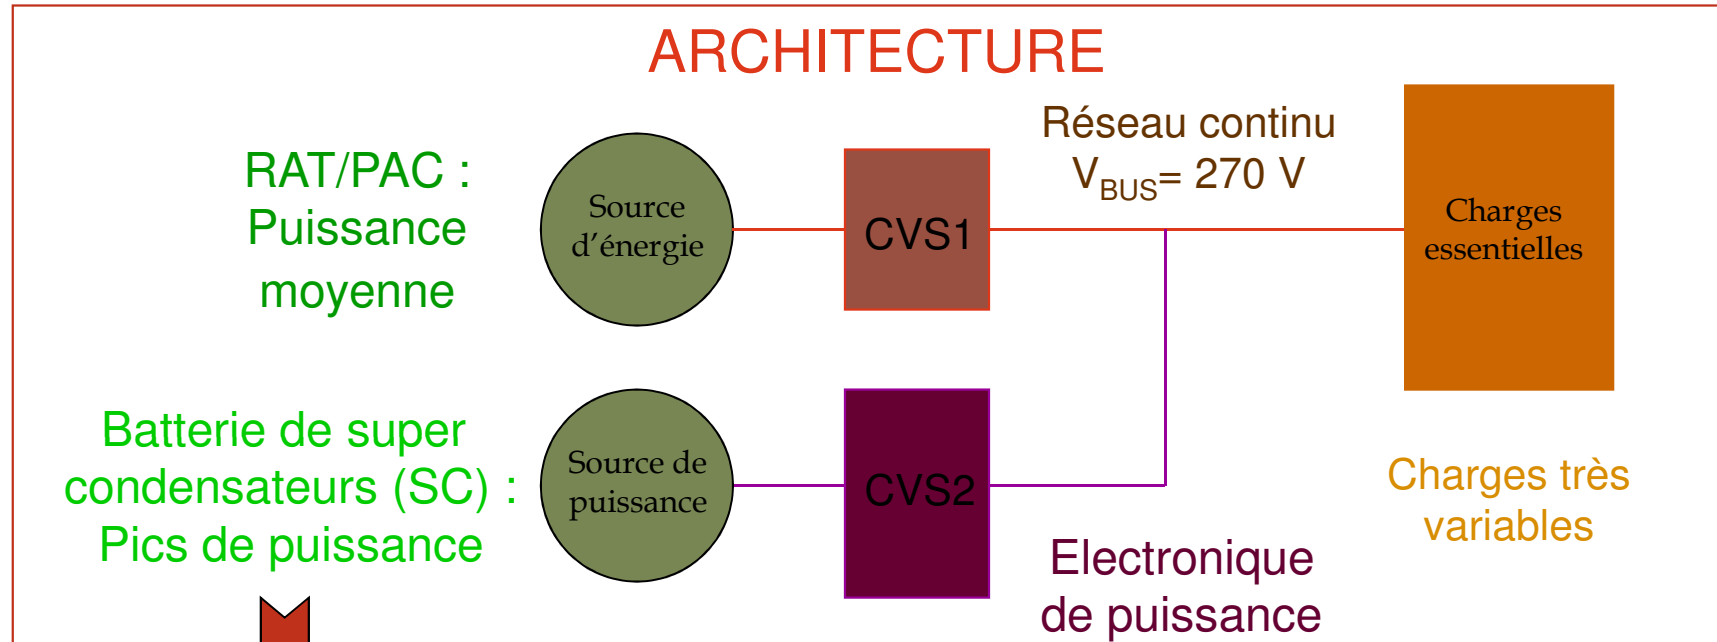 ARCHITECTURE
RAT/PAC :
Puissance
moyenne
Source
d’énergie
CVS1
Réseau continu
V_BUS= 270 V
Charges
essentielles
Batterie de super
condensateurs (SC) :
Pics de puissance
Source de
puissance
CVS2
Electronique
de puissance
Charges très
variables